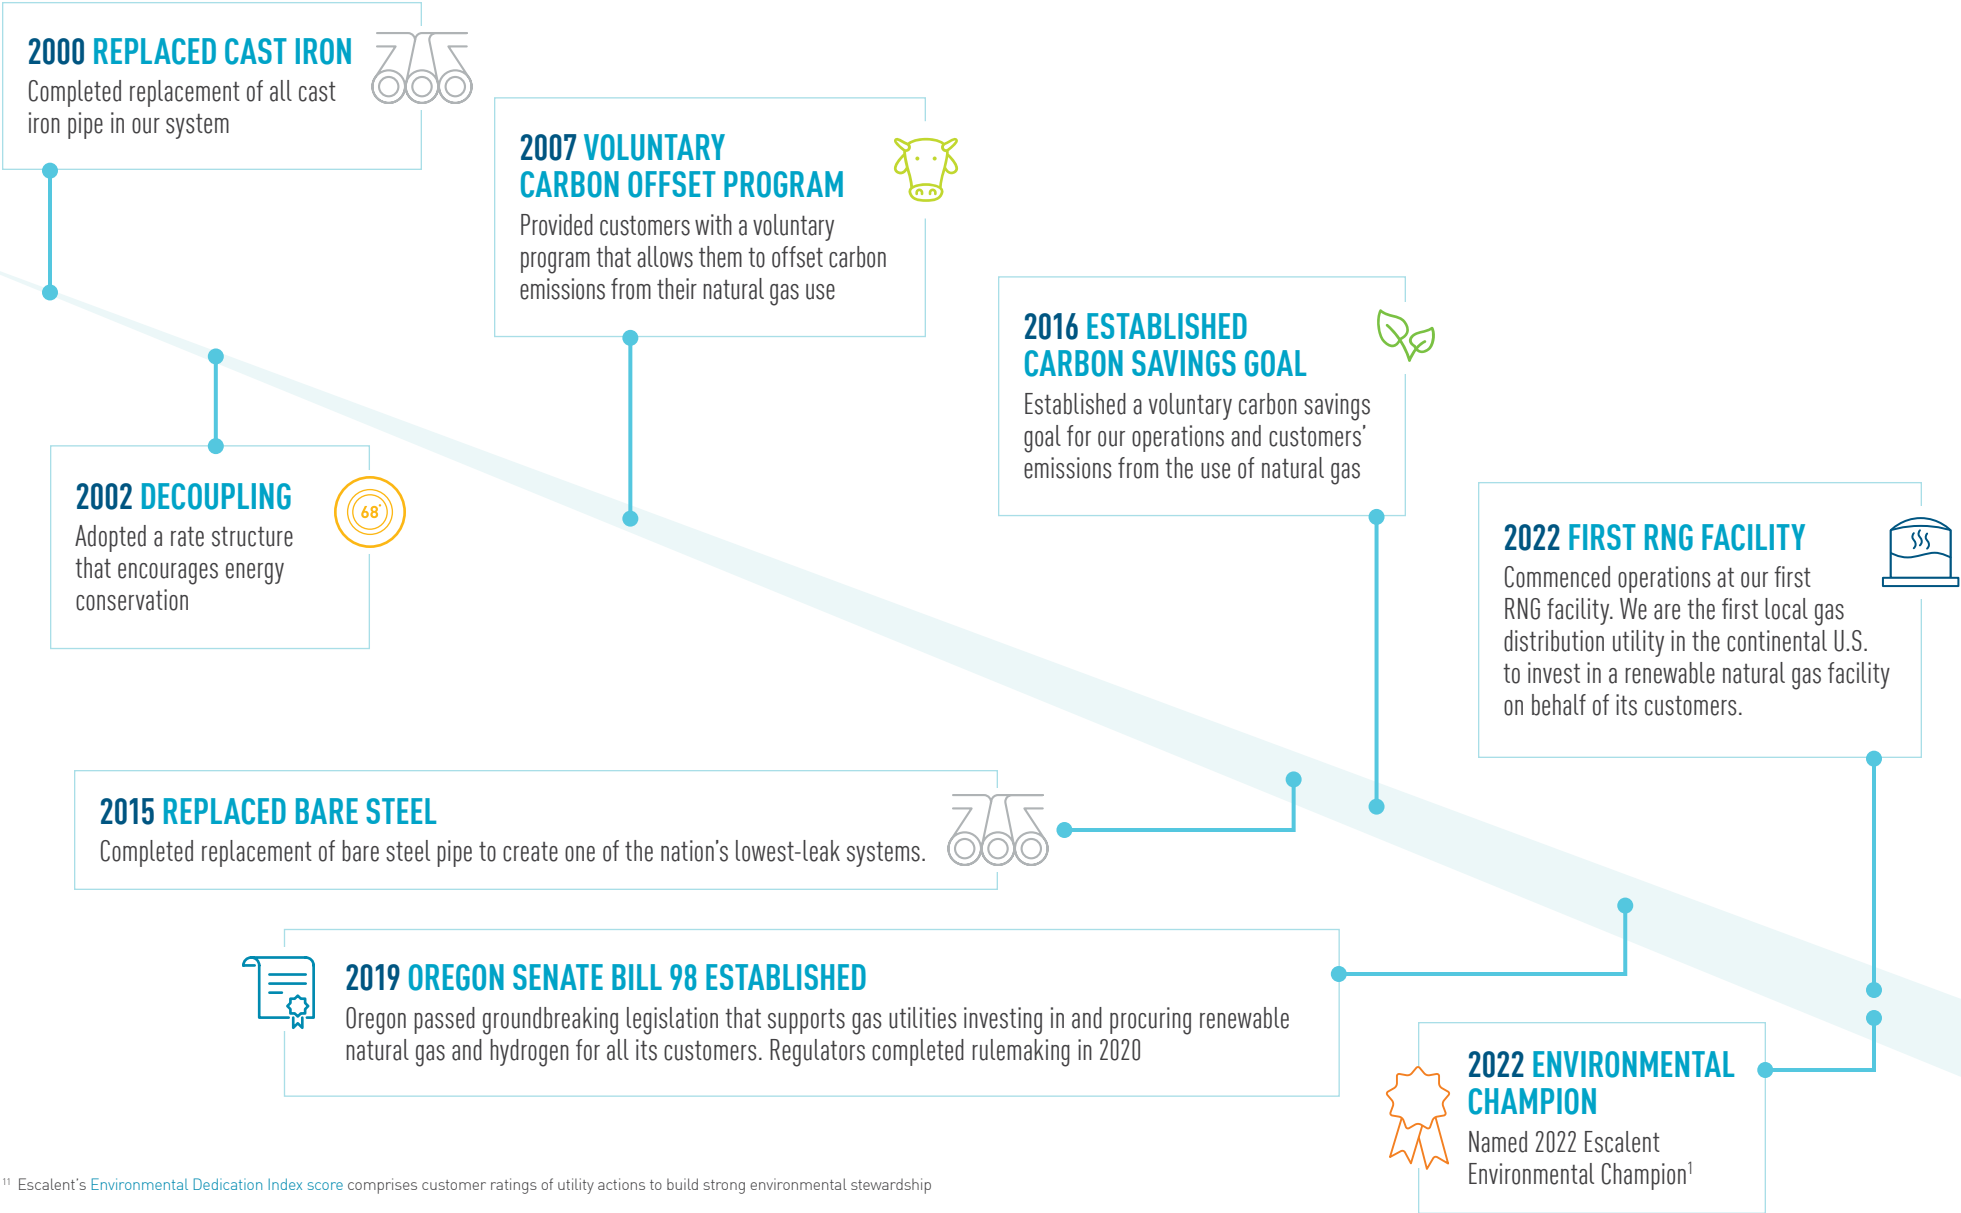 2000 REPLACED CAST IRON
Completed replacement of all cast
iron pipe in our system
2007 VOLUNTARY
CARBON OFFSET PROGRAM
Provided customers with a voluntary
program that allows them to offset carbon
emissions from their natural gas use
2002 DECOUPLING
Adopted a rate structure
that encourages energy
conservation
68°
2016 ESTABLISHED
CARBON SAVINGS GOAL
Established a voluntary carbon savings
goal for our operations and customers’
emissions from the use of natural gas
2022 FIRST RNG FACILITY
Commenced operations at our first
RNG facility. We are the first local gas
distribution utility in the continental U.S.
to invest in a renewable natural gas facility
on behalf of its customers.
2015 REPLACED BARE STEEL
Completed replacement of bare steel pipe to create one of the nation’s lowest-leak systems.
2019 OREGON SENATE BILL 98 ESTABLISHED
Oregon passed groundbreaking legislation that supports gas utilities investing in and procuring renewable
natural gas and hydrogen for all its customers. Regulators completed rulemaking in 2020
2022 ENVIRONMENTAL
CHAMPION
Named 2022 Escalent
Environmental Champion1
11 Escalent’s Environmental Dedication Index score comprises customer ratings of utility actions to build strong environmental stewardship